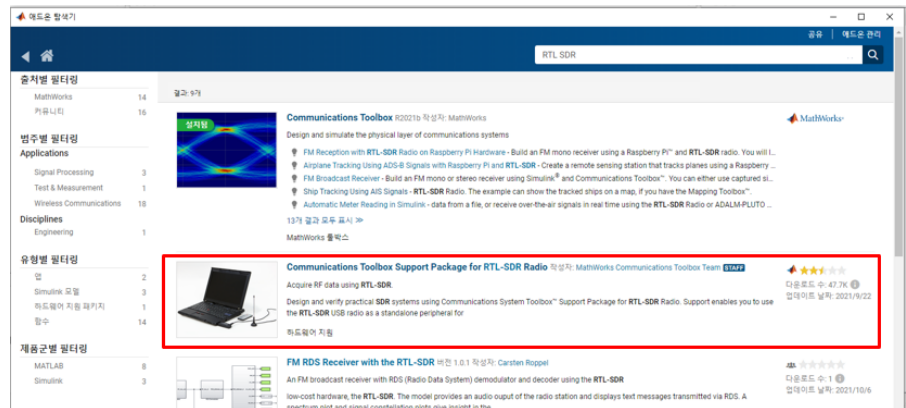 애드온 탐색기
공유 | 애드온 관리
RTL SDR
출처별 필터링
MathWorks 14
커뮤니티 16
범주별 필터링
Applications
Signal Processing 3
Test & Measurement 1
Wireless Communications 18
Disciplines
Engineering 1
유형별 필터링
앱 2
Simulink 모델 3
하드웨어 지원 패키지 1
함수 14
제품군별 필터링
MATLAB 8
Simulink 3
결과: 9개
설치됨
Communications Toolbox R2021b 작성자: MathWorks
MathWorks
Design and simulate the physical layer of communications systems
FM Reception with RTL-SDR Radio on Raspberry Pi Hardware - Build an FM mono receiver using a Raspberry Pi™ and RTL-SDR radio. You will l...
Airplane Tracking Using ADS-B Signals with Raspberry Pi and RTL-SDR - Create a remote sensing station that tracks planes using a Raspberry ...
FM Broadcast Receiver - Build an FM mono or stereo receiver using Simulink® and Communications Toolbox™. You can either use captured si...
Ship Tracking Using AIS Signals - RTL-SDR Radio. The example can show the tracked ships on a map, if you have the Mapping Toolbox™.
Automatic Meter Reading in Simulink - data from a file, or receive over-the-air signals in real time using the RTL-SDR Radio or ADALM-PLUTO ...
13개 결과 모두 표시 ≫
MathWorks 툴박스
Communications Toolbox Support Package for RTL-SDR Radio 작성자: MathWorks Communications Toolbox Team STAFF
Acquire RF data using RTL-SDR.
다운로드 수: 47.7K
업데이트 날짜: 2021/9/22
Design and verify practical SDR systems using Communications System Toolbox™ Support Package for RTL-SDR Radio. Support enables you to use
the RTL-SDR USB radio as a standalone peripheral for
하드웨어 지원
FM RDS Receiver with the RTL-SDR 버전 1.0.1 작성자: Carsten Roppel
An FM broadcast receiver with RDS (Radio Data System) demodulator and decoder using the RTL-SDR
다운로드 수: 1
업데이트 날짜: 2021/10/6
low-cost hardware, the RTL-SDR. The model provides an audio ouput of the radio station and displays text messages transmitted via RDS. A
spectrum plot and signal constellation plots give insight in the